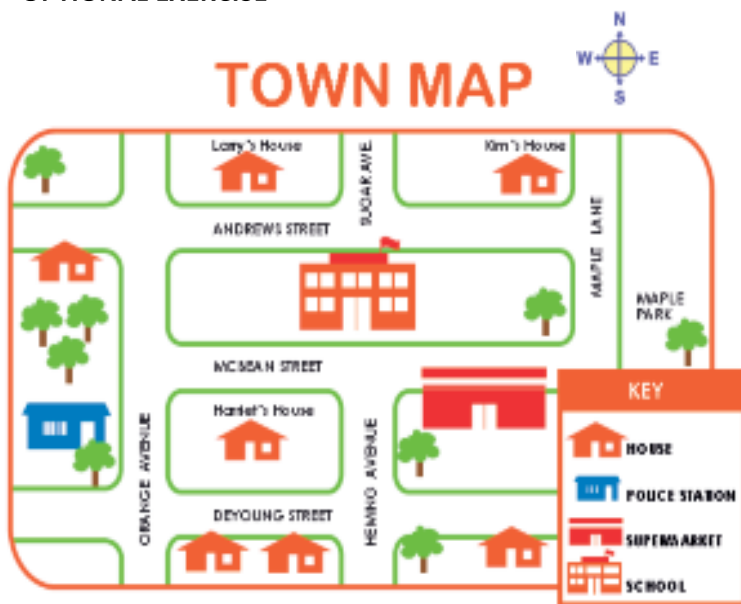 N
W E
S
TOWN MAP
Larry's House
SUGAR AVE.
Kim's House
ANDREWS STREET
MAPLE LANE
MAPLE
PARK
MCBEAN STREET
Harriet's House
ORANGE AVENUE
HEMING AVENUE
DEYOUNG STREET
KEY
HOUSE
POLICE STATION
SUPERMARKET
SCHOOL